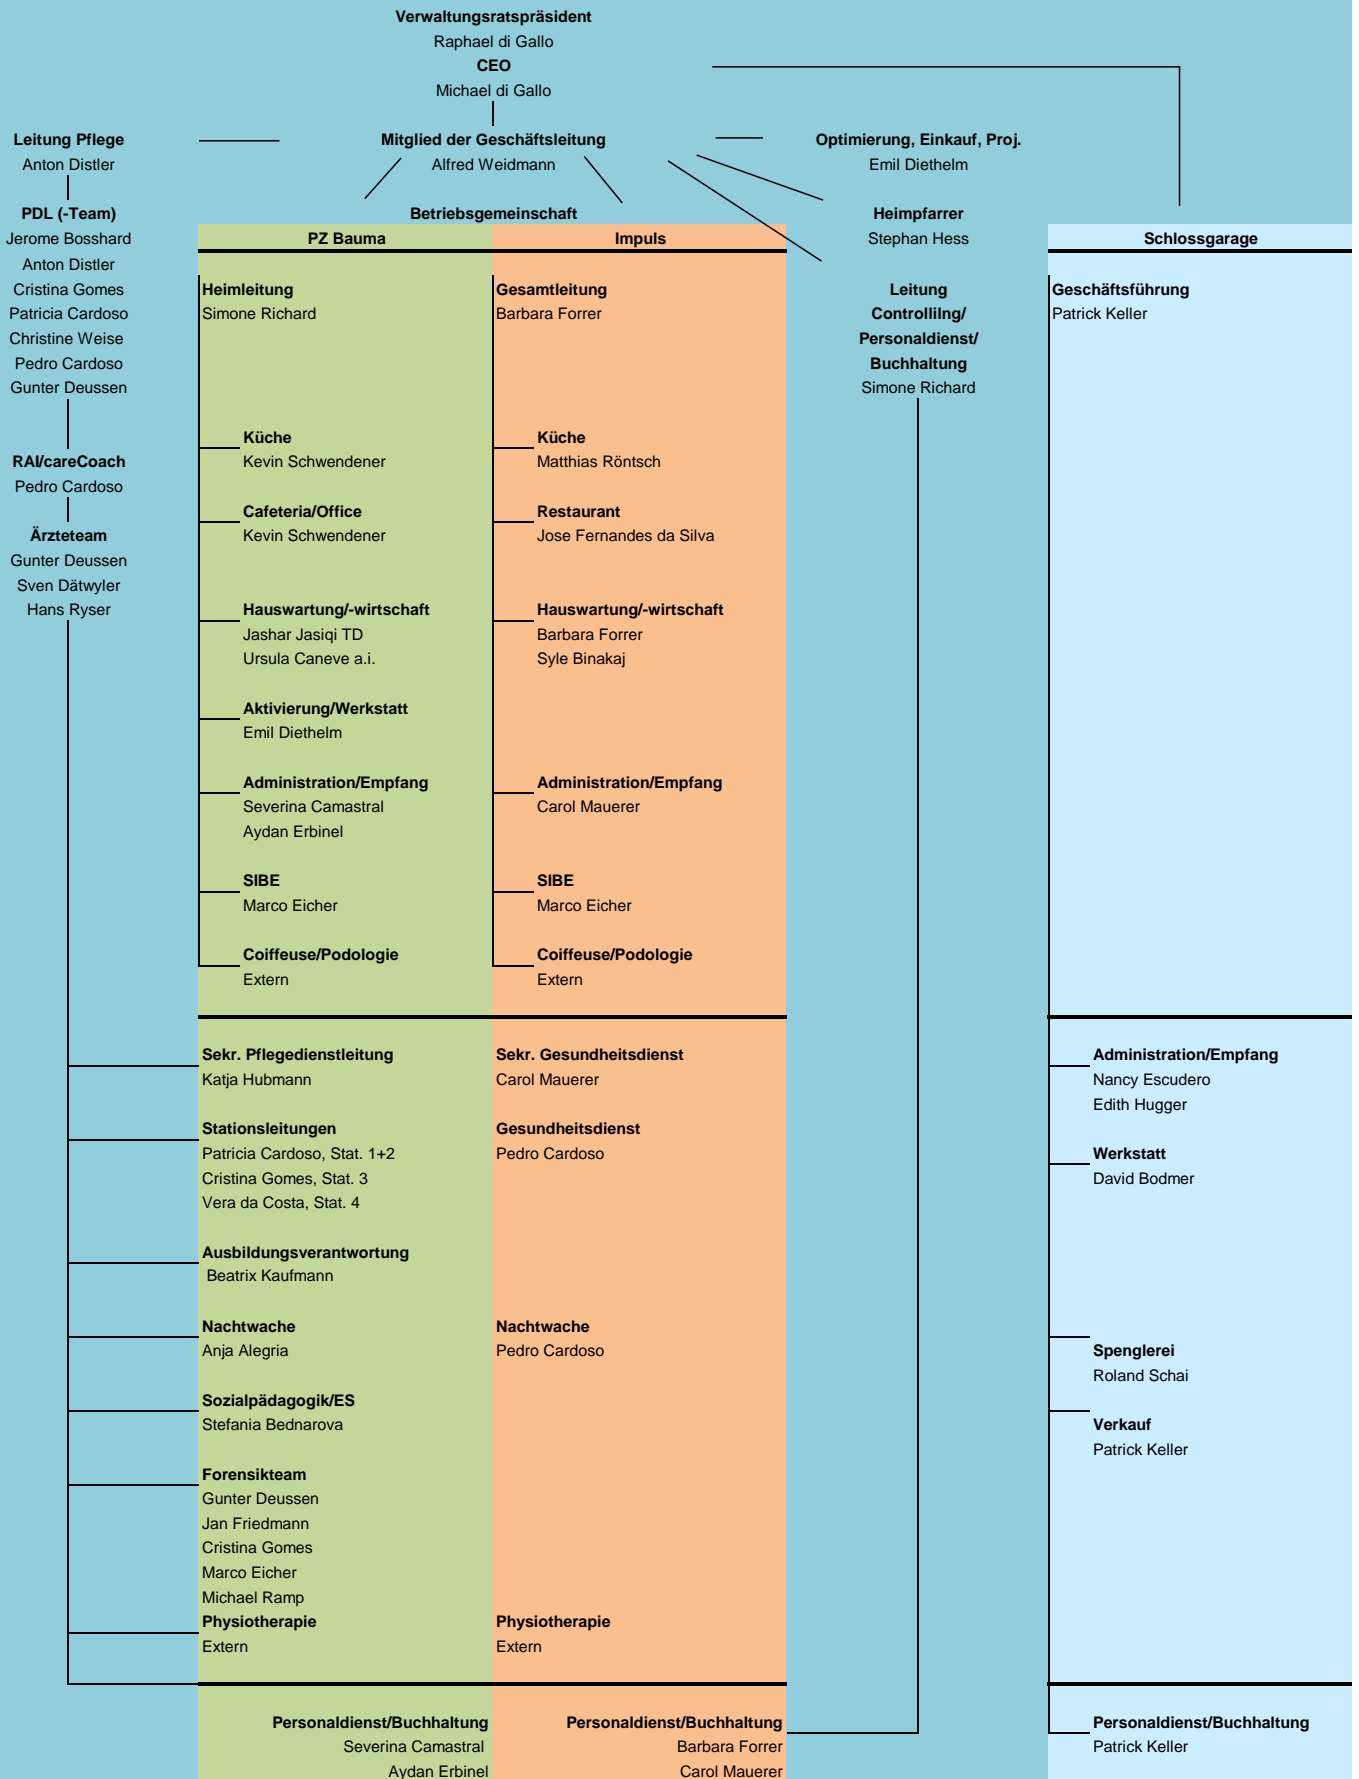 Verwaltungsratspräsident
Raphael di Gallo
CEO
Michael di Gallo
Leitung Pflege
Anton Distler
Mitglied der Geschäftsleitung
Alfred Weidmann
Optimierung, Einkauf, Proj.
Emil Diethelm
PDL (-Team)
Jerome Bosshard
Anton Distler
Cristina Gomes
Patricia Cardoso
Christine Weise
Pedro Cardoso
Gunter Deussen
RAI/careCoach
Pedro Cardoso
Ärzteteam
Gunter Deussen
Sven Dätwyler
Hans Ryser
Betriebsgemeinschaft
PZ Bauma
Heimleitung
Simone Richard
Küche
Kevin Schwendener
Cafeteria/Office
Kevin Schwendener
Hauswartung/-wirtschaft
Jashar Jasiqi TD
Ursula Caneve a.i.
Aktivierung/Werkstatt
Emil Diethelm
Administration/Empfang
Severina Camastral
Aydan Erbinel
SIBE
Marco Eicher
Coiffeuse/Podologie
Extern
Sekr. Pflegedienstleitung
Katja Hubmann
Stationsleitungen
Patricia Cardoso, Stat. 1+2
Cristina Gomes, Stat. 3
Vera da Costa, Stat. 4
Ausbildungsverantwortung
Beatrix Kaufmann
Nachtwache
Anja Alegria
Sozialpädagogik/ES
Stefania Bednarova
Forensikteam
Gunter Deussen
Jan Friedmann
Cristina Gomes
Marco Eicher
Michael Ramp
Physiotherapie
Extern
Personaldienst/Buchhaltung
Severina Camastral
Aydan Erbinel
Impuls
Gesamtleitung
Barbara Forrer
Küche
Matthias Röntsch
Restaurant
Jose Fernandes da Silva
Hauswartung/-wirtschaft
Barbara Forrer
Syle Binakaj
Administration/Empfang
Carol Mauerer
SIBE
Marco Eicher
Coiffeuse/Podologie
Extern
Sekr. Gesundheitsdienst
Carol Mauerer
Gesundheitsdienst
Pedro Cardoso
Nachtwache
Pedro Cardoso
Physiotherapie
Extern
Personaldienst/Buchhaltung
Barbara Forrer
Carol Mauerer
Heimpfarrer
Stephan Hess
Leitung
Controllilng/
Personaldienst/
Buchhaltung
Simone Richard
Schlossgarage
Geschäftsführung
Patrick Keller
Administration/Empfang
Nancy Escudero
Edith Hugger
Werkstatt
David Bodmer
Spenglerei
Roland Schai
Verkauf
Patrick Keller
Personaldienst/Buchhaltung
Patrick Keller